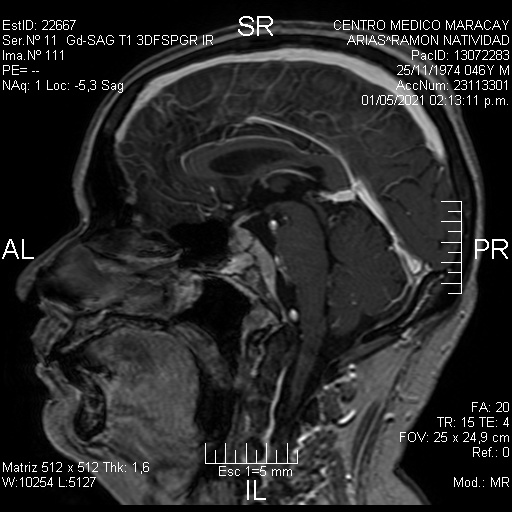 EstID: 22667
Ser.Nº 11 Gd-SAG T1 3DFSPGR IR
Ima.Nº 111
PE= --
NAq: 1 Loc: -5,3 Sag
SR
CENTRO MEDICO MARACAY
ARIAS^RAMON NATIVIDAD
PacID: 13072283
25/11/1974 046Y M
AccNum: 23113301
01/05/2021 02:13:11 p.m.
AL
PR
FA: 20
TR: 15 TE: 4
FOV: 25 x 24,9 cm
Ref.: 0
Matriz 512 x 512 Thk: 1,6
W:10254 L:5127
Esc 1=5 mm
IL
Mod.: MR